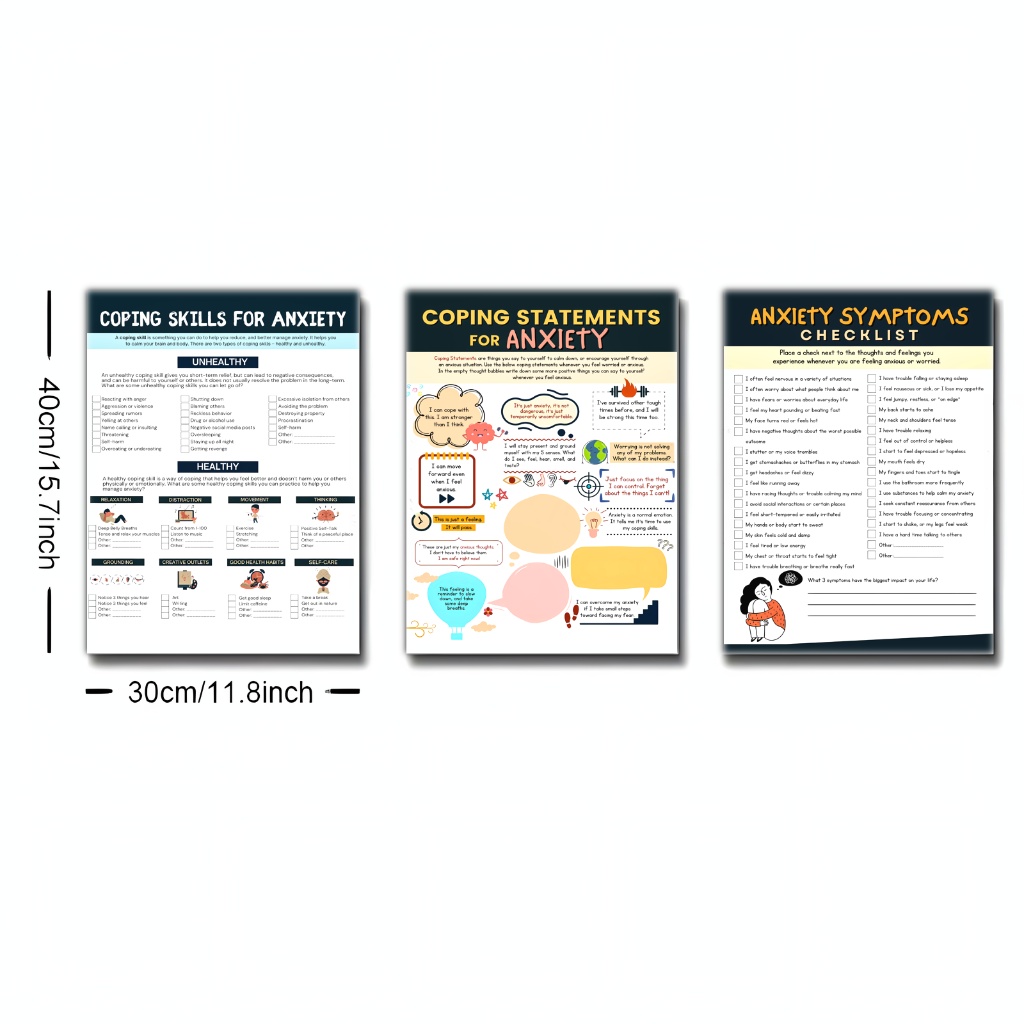 40cm/15.7inch
30cm/11.8inch
COPING SKILLS FOR ANXIETY
A coping skill is something you can do to help you reduce, and better manage anxiety. It helps you
to calm your brain and body. There are two types of coping skills - healthy and unhealthy.
UNHEALTHY
An unhealthy coping skill gives you short-term relief, but can lead to negative consequences,
and can be harmful to yourself or others. It does not usually resolve the problem in the long-term.
What are some unhealthy coping skills you can let go of?
Reacting with anger
Aggression or violence
Spreading rumors
Yelling at others
Name calling or insulting
Threatening
Self-harm
Overeating or undereating
Shutting down
Blaming others
Reckless behavior
Drug or alcohol use
Negative social media posts
Oversleeping
Staying up all night
Getting revenge
Excessive isolation from others
Avoiding the problem
Destroying property
Procrastination
Self-harm
Other:
Other:
HEALTHY
A healthy coping skill is a way of coping that helps you feel better and doesn't harm you or others
physically or emotionally. What are some healthy coping skills you can practice to help you
manage anxiety?
RELAXATION
Deep Belly Breaths
Tense and relax your muscles
Other:
Other:
DISTRACTION
Count from 1-100
Listen to music
Other:
Other:
MOVEMENT
Exercise
Stretching
Other:
Other:
THINKING
Positive Self-Talk
Think of a peaceful place
Other:
Other:
GROUNDING
Notice 3 things you hear
Notice 3 things you feel
Other:
Other:
CREATIVE OUTLETS
Art
Writing
Other:
Other:
GOOD HEALTH HABITS
Get good sleep
Limit caffeine
Other:
Other:
SELF-CARE
Take a break
Get out in nature
Other:
Other:
COPING STATEMENTS
FOR ANXIETY
Coping Statements are things you say to yourself to calm down, or encourage yourself through
an anxious situation. Use the below coping statements whenever you feel worried or anxious.
In the empty thought bubbles write down some more positive things you can say to yourself
whenever you feel anxious.
I can cope with
this. I am stronger
than I think.
It's just anxiety, it's not
dangerous; it's just
temporarily uncomfortable.
I've survived other tough
times before, and I will
be strong this time too.
I can move
forward even
when I feel
anxious.
I will stay present and ground
myself with my 5 senses. What
do I see, feel, hear, smell, and
taste?
Worrying is not solving
any of my problems.
What can I do instead?
Just focus on the thing
I can control. Forget
about the things I can't!
This is just a feeling.
It will pass.
Anxiety is a normal emotion.
It tells me it's time to use
my coping skills.
These are just my anxious thoughts.
I don't have to believe them.
I am safe right now!
This feeling is a
reminder to slow
down, and take
some deep
breaths.
I can overcome my anxiety
if I take small steps
toward facing my fear.
ANXIETY SYMPTOMS
CHECKLIST
Place a check next to the thoughts and feelings you
experience whenever you are feeling anxious or worried.
I often feel nervous in a variety of situations
I often worry about what people think about me
I have fears or worries about everyday life
I feel my heart pounding or beating fast
My face turns red or feels hot
I have negative thoughts about the worst possible
outcome
I stutter or my voice trembles
I get stomachaches or butterflies in my stomach
I get headaches or feel dizzy
I feel like running away
I have racing thoughts or trouble calming my mind
I avoid social interactions or certain places
I feel short-tempered or easily irritated
My hands or body start to sweat
My skin feels cold and damp
I feel tired or low energy
My chest or throat starts to feel tight
I have trouble breathing or breathe really fast
I have trouble falling or staying asleep
I feel nauseous or sick, or I lose my appetite
I feel jumpy, restless, or "on edge"
My back starts to ache
My neck and shoulders feel tense
I have trouble relaxing
I feel out of control or helpless
I start to feel depressed or hopeless
My mouth feels dry
My fingers and toes start to tingle
I use the bathroom more frequently
I use substances to help calm my anxiety
I seek constant reassurance from others
I have trouble focusing or concentrating
I start to shake, or my legs feel weak
I have a hard time talking to others
Other:
Other:
What 3 symptoms have the biggest impact on your life?